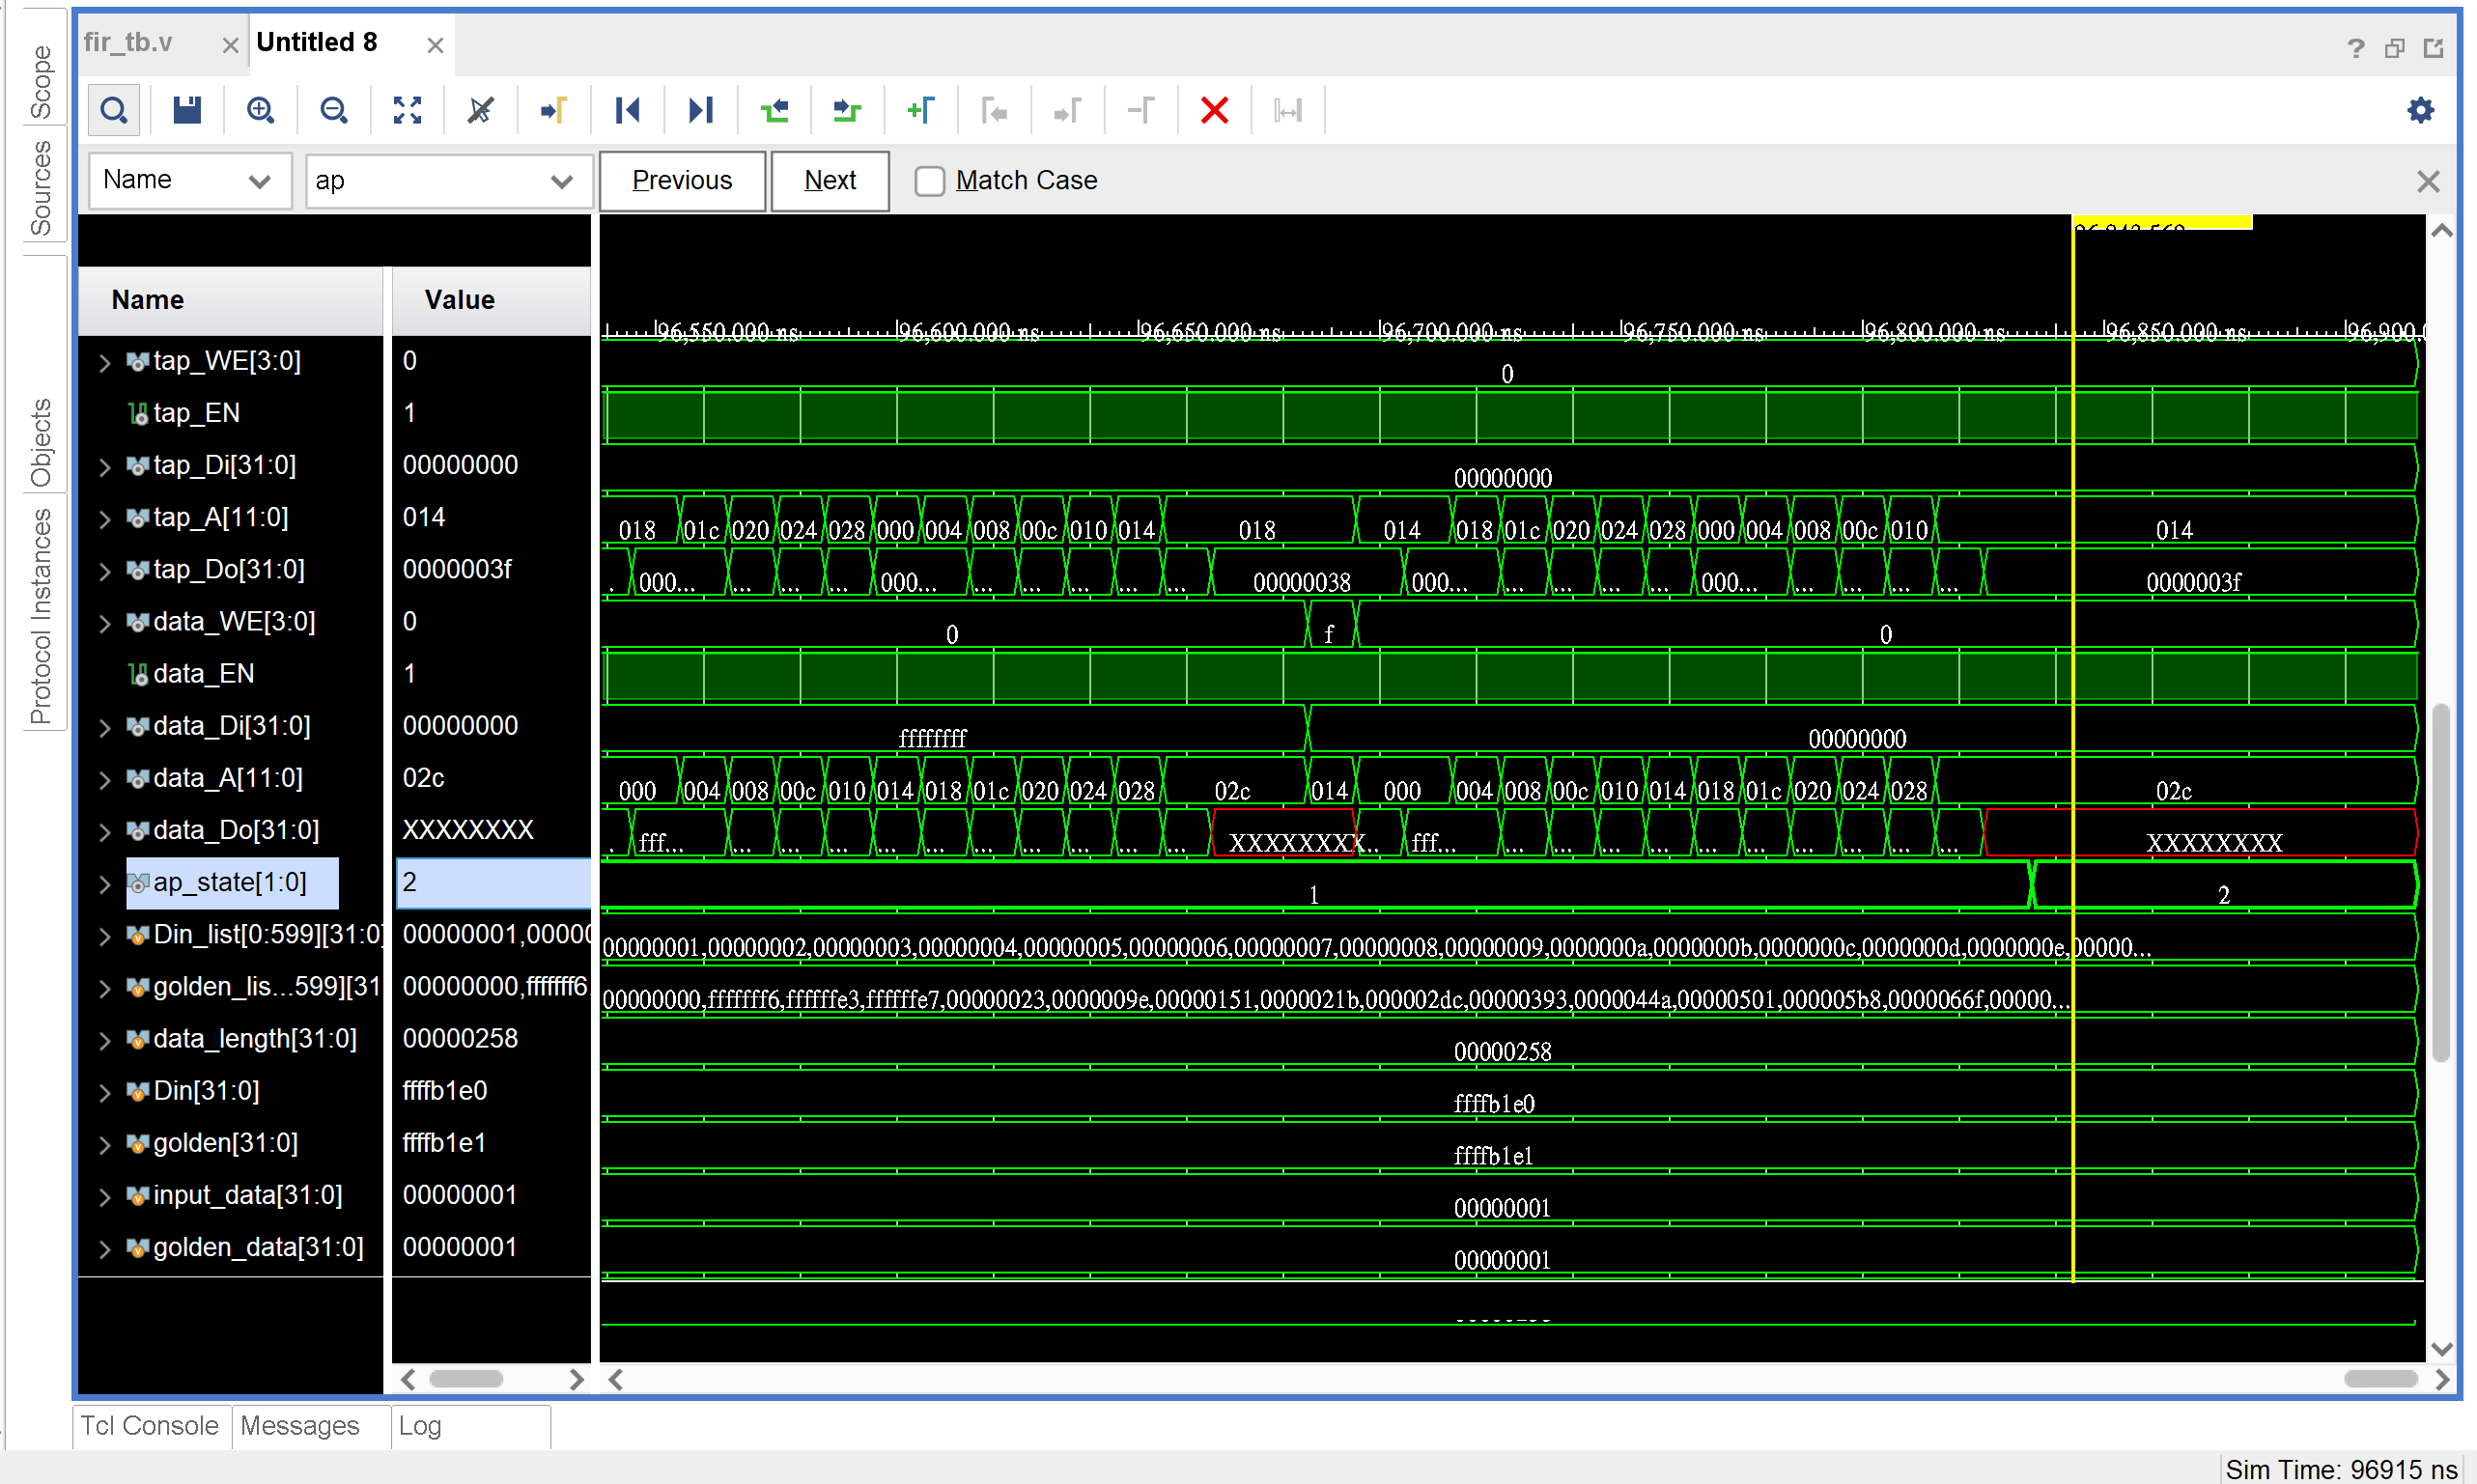 fir_tb.v
Untitled 8
Scope
Sources
Objects
Protocol Instances
Name
ap
Previous
Next
Match Case
Name Value
96,550.000 ns 96,600.000 ns 96,650.000 ns 96,700.000 ns 96,750.000 ns 96,800.000 ns 96,850.000 ns
tap_WE[3:0] 0 0
tap_EN 1
tap_Di[31:0] 00000000 00000000
tap_A[11:0] 014 018 01c 020 024 028 000 004 008 00c 010 014 018 014 018 01c 020 024 028 000 004 008 00c 010 014
tap_Do[31:0] 0000003f . 000... ... ... ... 000... ... ... ... ... ... 00000038 000... ... ... ... ... 000... ... ... ... ... 0000003f
data_WE[3:0] 0 0 f 0
data_EN 1
data_Di[31:0] 00000000 ffffffff 00000000
data_A[11:0] 02c 000 004 008 00c 010 014 018 01c 020 024 028 02c 014 000 004 008 00c 010 014 018 01c 020 024 028 02c
data_Do[31:0] XXXXXXXX . fff... ... ... ... ... ... ... ... ... ... XXXXXXXX .. fff... ... ... ... ... ... ... ... ... ... XXXXXXXX
ap_state[1:0] 2 1 2
Din_list[0:599][31:0] 00000001,00000 00000001,00000002,00000003,00000004,00000005,00000006,00000007,00000008,00000009,0000000a,0000000b,0000000c,0000000d,0000000e,00000...
golden_lis...599][31 00000000,fffffff6, 00000000,fffffff6,ffffffe3,ffffffe7,00000023,0000009e,00000151,0000021b,000002dc,00000393,0000044a,00000501,000005b8,0000066f,00000...
data_length[31:0] 00000258 00000258
Din[31:0] ffffb1e0 ffffb1e0
golden[31:0] ffffb1e1 ffffb1e1
input_data[31:0] 00000001 00000001
golden_data[31:0] 00000001 00000001
Tcl Console
Messages
Log
Sim Time: 96915 ns